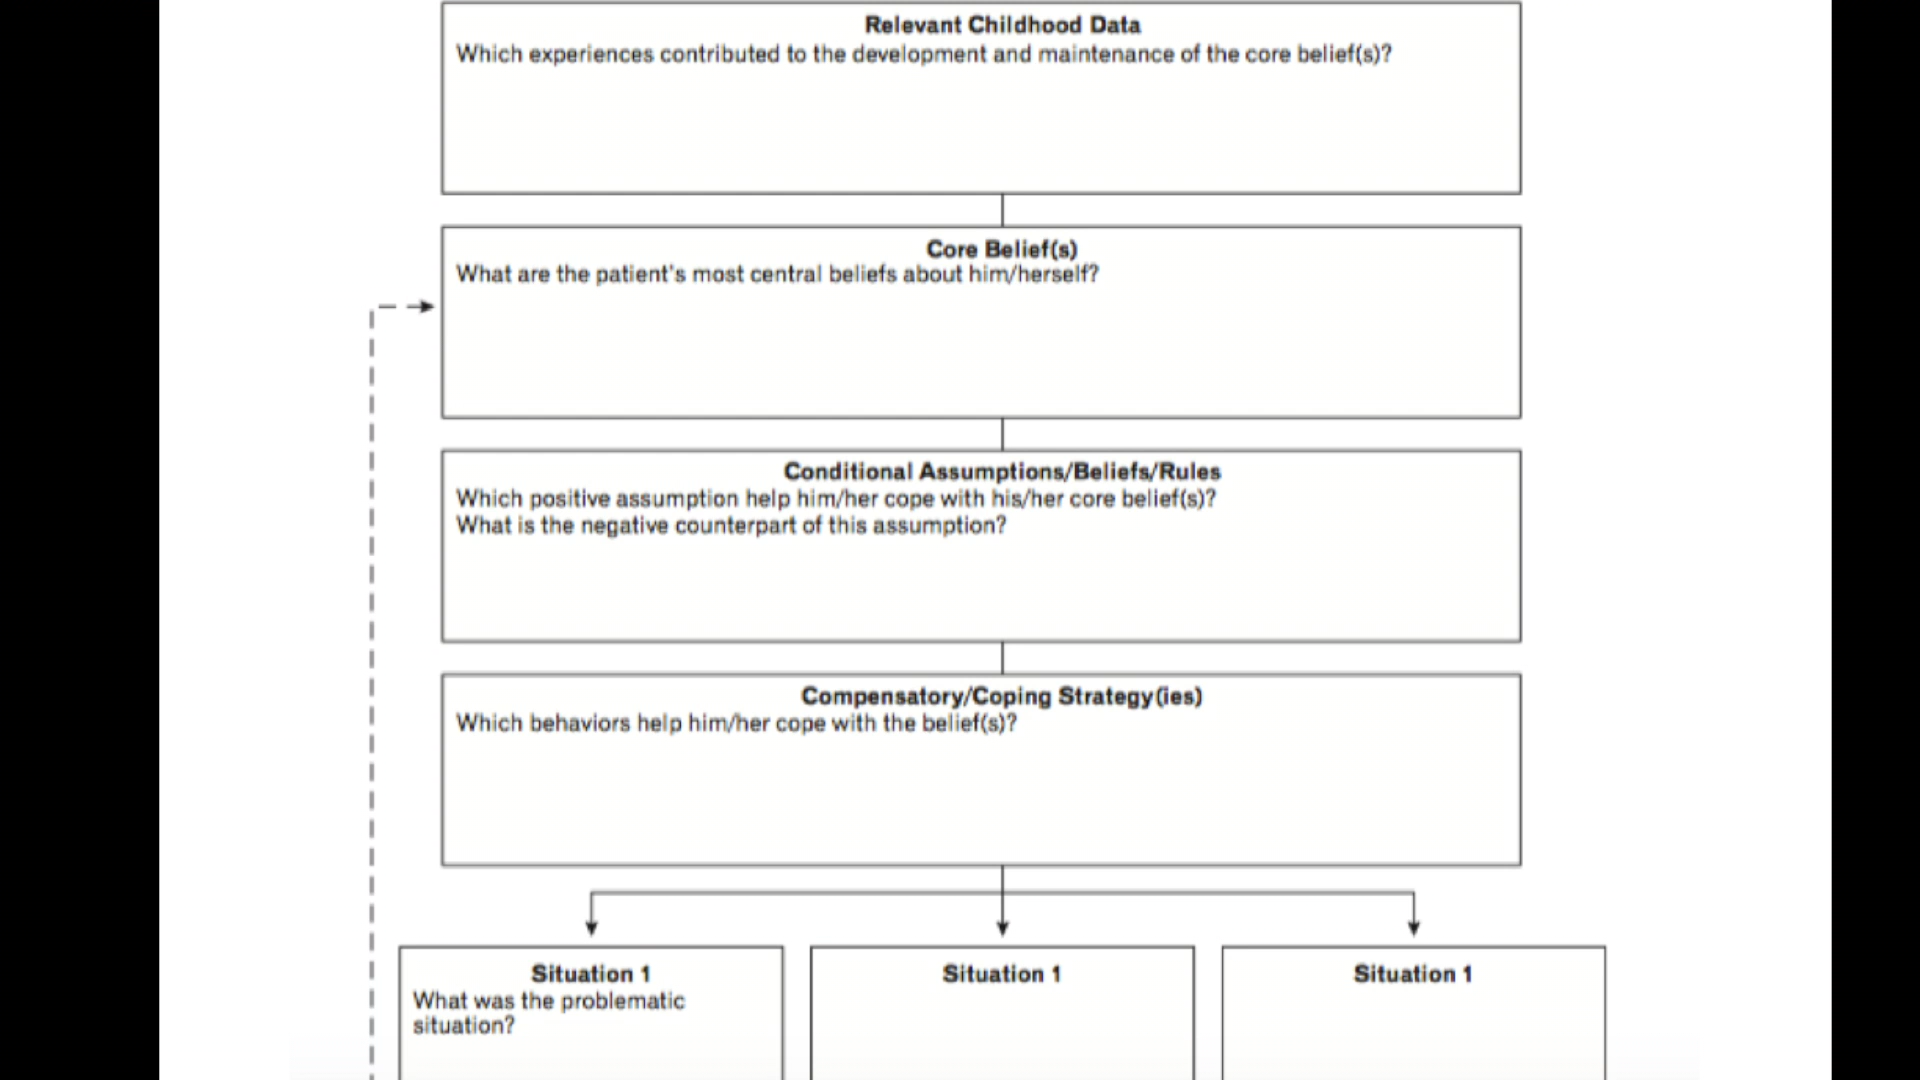 Relevant Childhood Data
Which experiences contributed to the development and maintenance of the core belief(s)?
Core Belief(s)
What are the patient's most central beliefs about him/herself?
Conditional Assumptions/Beliefs/Rules
Which positive assumption help him/her cope with his/her core belief(s)?
What is the negative counterpart of this assumption?
Compensatory/Coping Strategy(ies)
Which behaviors help him/her cope with the belief(s)?
Situation 1
What was the problematic
situation?
Situation 1
Situation 1